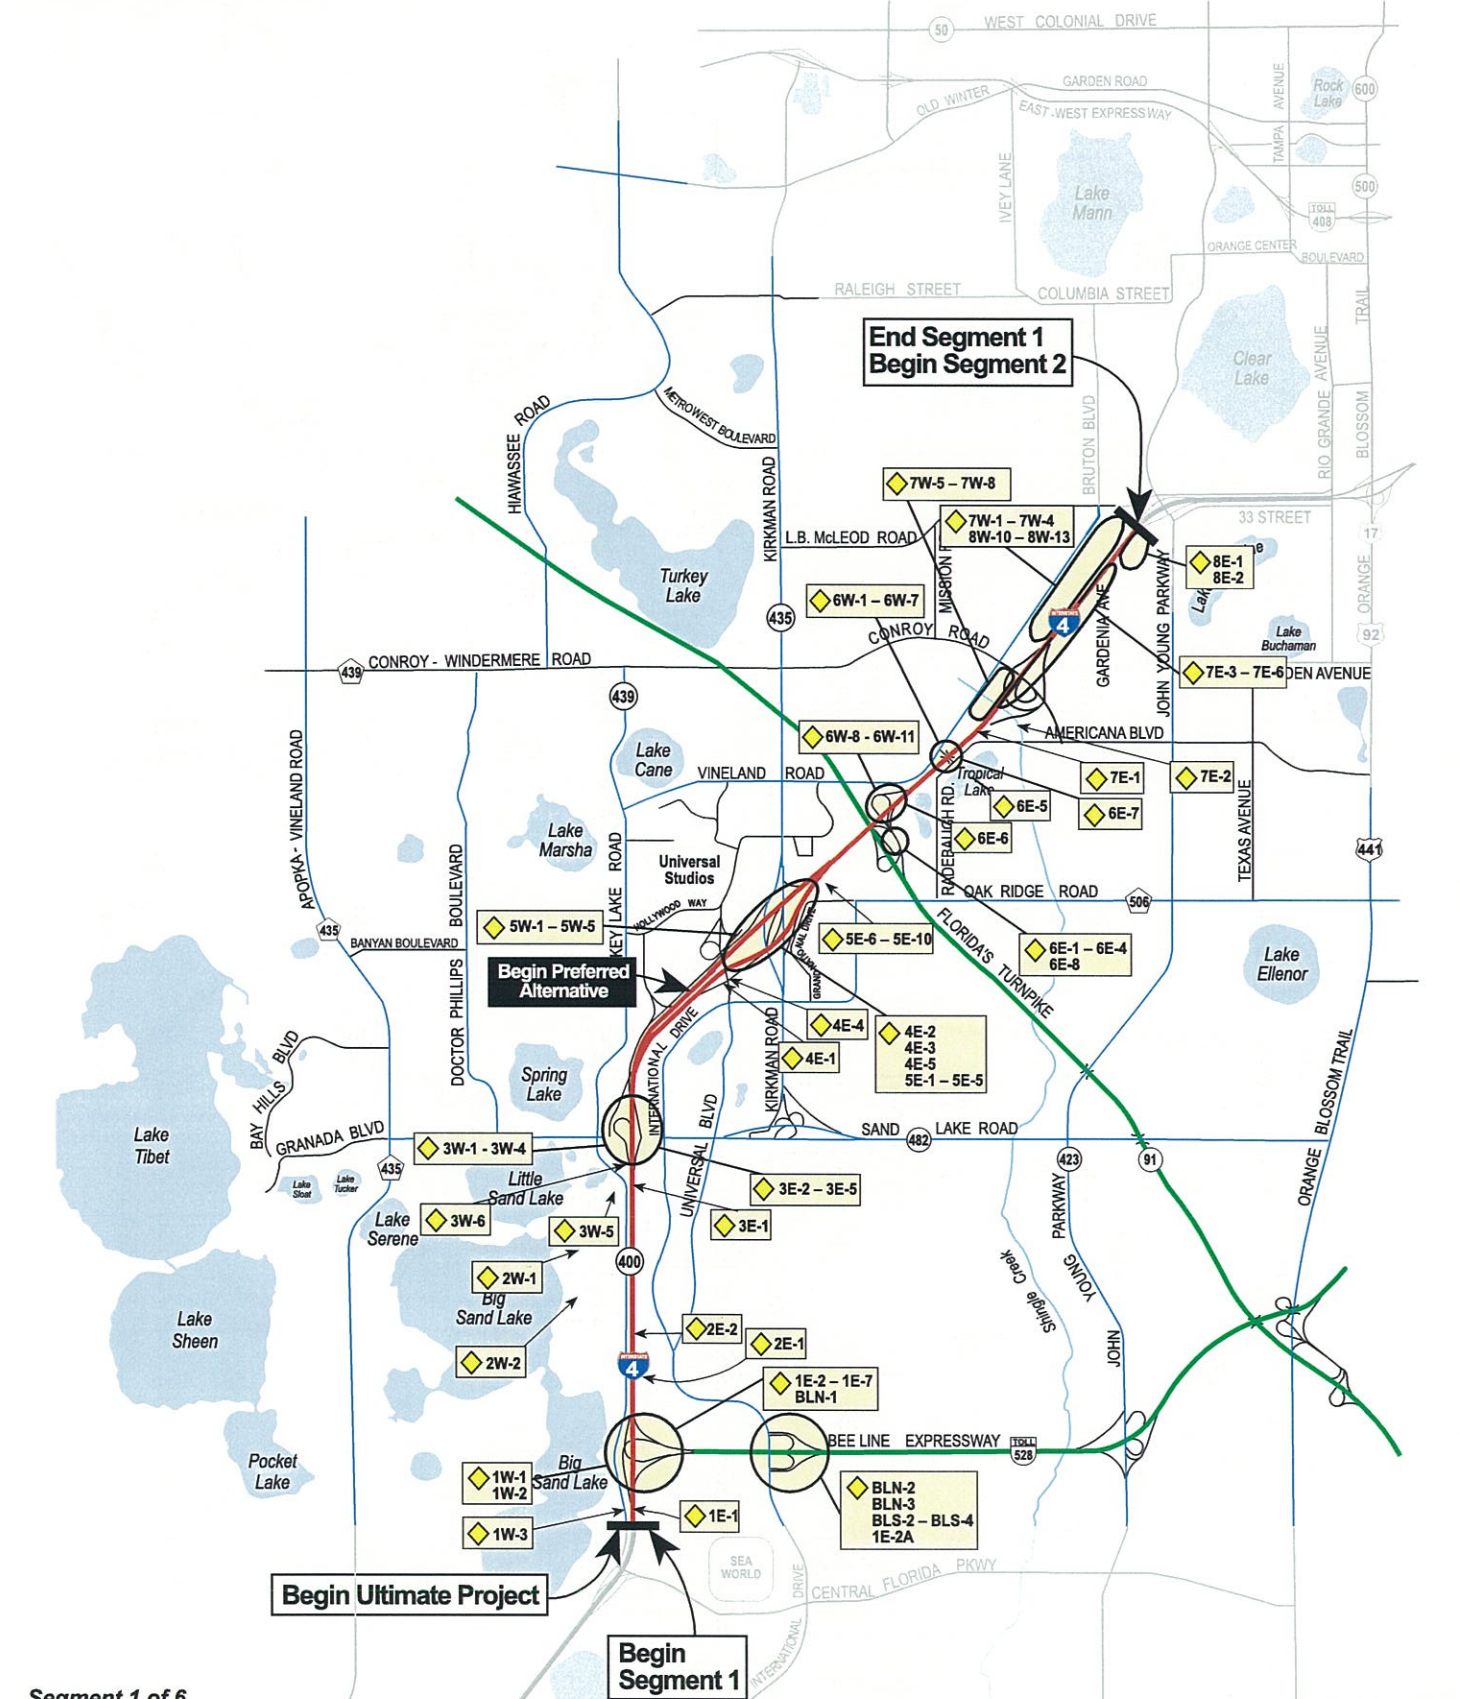 50
WEST COLONIAL DRIVE
GARDEN ROAD
OLD WINTER
EAST-WEST EXPRESSWAY
TAMPA AVENUE
Rock
Lake
600
IVEY LANE
Lake
Mann
500
TOLL
408
ORANGE CENTER
BOULEVARD
RALEIGH STREET
COLUMBIA STREET
End Segment 1
Begin Segment 2
Clear
Lake
RIO GRANDE AVENUE
BLOSSOM TRAIL
HIAWASSEE ROAD
METROWEST BOULEVARD
BRUTON BLVD
KIRKMAN ROAD
7W-5 – 7W-8
7W-1 – 7W-4
8W-10 – 8W-13
33 STREET
17
L.B. McLEOD ROAD
MISSION
8E-1
8E-2
Turkey
Lake
6W-1 – 6W-7
435
4
GARDENIA AVE
JOHN YOUNG PARKWAY
ORANGE
92
Lake
Buchaman
CONROY ROAD
439
CONROY - WINDERMERE ROAD
7E-3 – 7E-6
DEN AVENUE
439
6W-8 - 6W-11
AMERICANA BLVD
Lake
Cane
VINELAND ROAD
Tropical
Lake
7E-1
7E-2
6E-5
6E-7
APOPKA - VINELAND ROAD
Lake
Marsha
6E-6
RADEBAUGH RD.
TEXAS AVENUE
441
Universal
Studios
KEY LAKE ROAD
DOCTOR PHILLIPS BOULEVARD
OAK RIDGE ROAD
506
HOLLYWOOD WAY
5W-1 – 5W-5
435
BANYAN BOULEVARD
5E-6 – 5E-10
FLORIDA'S TURNPIKE
6E-1 – 6E-4
6E-8
Lake
Ellenor
Begin Preferred
Alternative
GRAND
INTERNATIONAL DRIVE
KIRKMAN ROAD
4E-4
4E-1
4E-2
4E-3
4E-5
5E-1 – 5E-5
BAY HILLS BLVD
Spring
Lake
ORANGE BLOSSOM TRAIL
Lake
Tibet
GRANADA BLVD
UNIVERSAL BLVD
SAND LAKE ROAD
482
3W-1 - 3W-4
435
423
91
Lake
Sloat
Lake
Tucker
Little
Sand Lake
3E-2 – 3E-5
Lake
Serene
3W-6
3W-5
3E-1
400
2W-1
Big
Sand Lake
Shingle Creek
JOHN YOUNG PARKWAY
Lake
Sheen
2E-2
2E-1
2W-2
4
1E-2 – 1E-7
BLN-1
Pocket
Lake
BEE LINE EXPRESSWAY
TOLL
528
1W-1
1W-2
Big
Sand Lake
BLN-2
BLN-3
BLS-2 – BLS-4
1E-2A
1W-3
1E-1
SEA
WORLD
CENTRAL FLORIDA PKWY
INTERNATIONAL DRIVE
Begin Ultimate Project
Begin
Segment 1
Segment 1 of 6